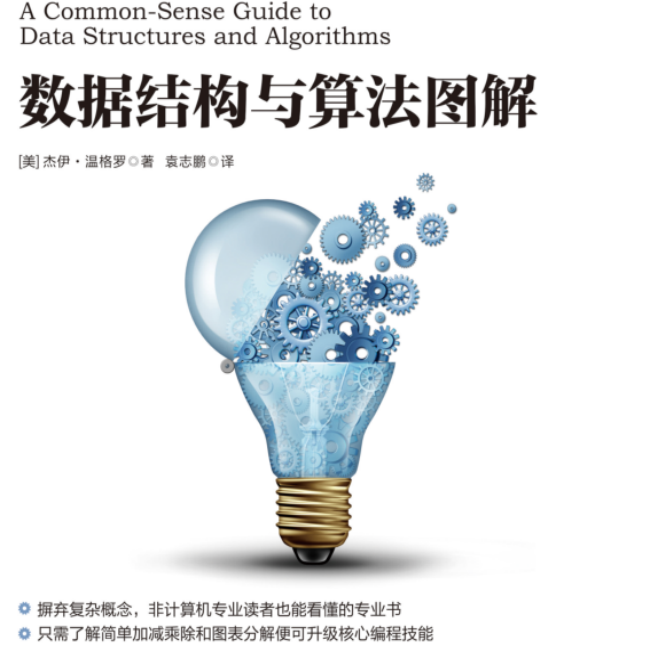 A Common-Sense Guide to
Data Structures and Algorithms
数据结构与算法图解
[美] 杰伊·温格罗◎著 袁志鹏◎译
摒弃复杂概念，非计算机专业读者也能看懂的专业书
只需了解简单加减乘除和图表分解便可升级核心编程技能